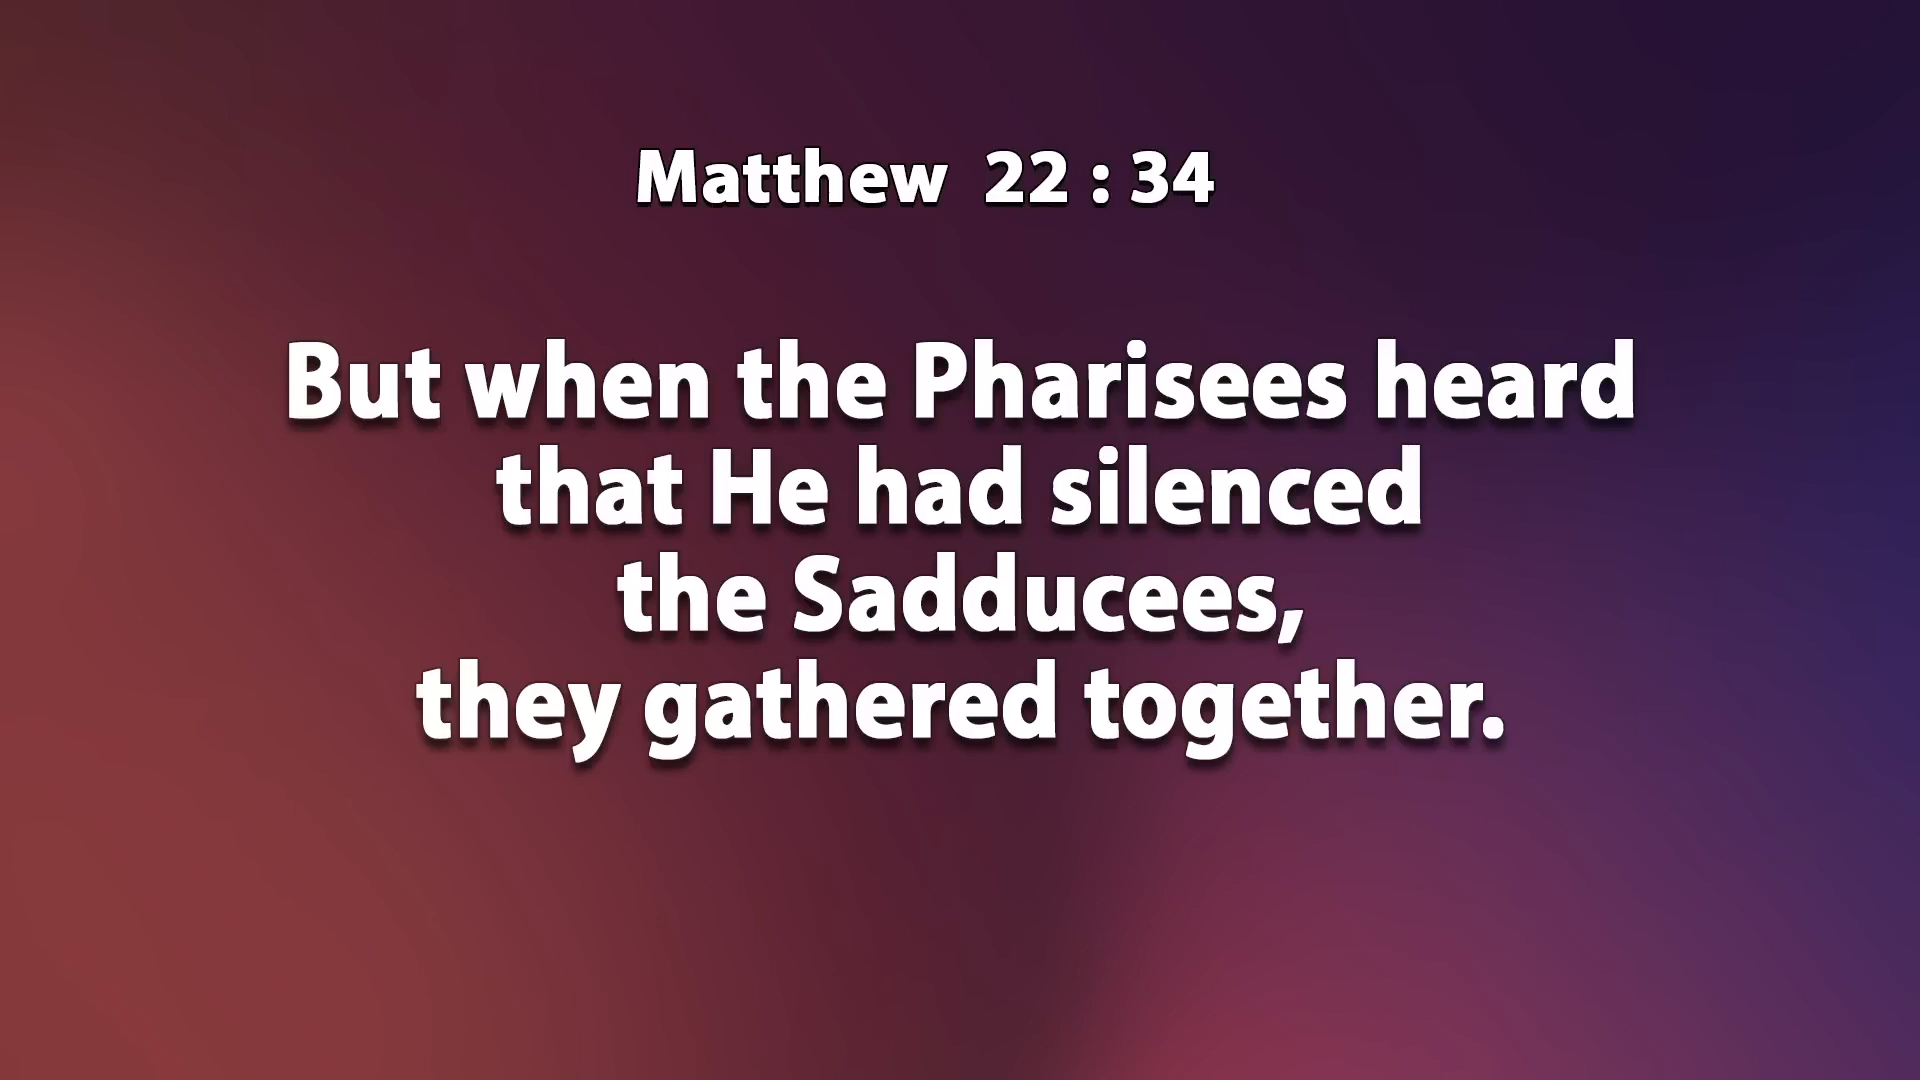 Matthew 22 : 34
But when the Pharisees heard
that He had silenced
the Sadducees,
they gathered together.